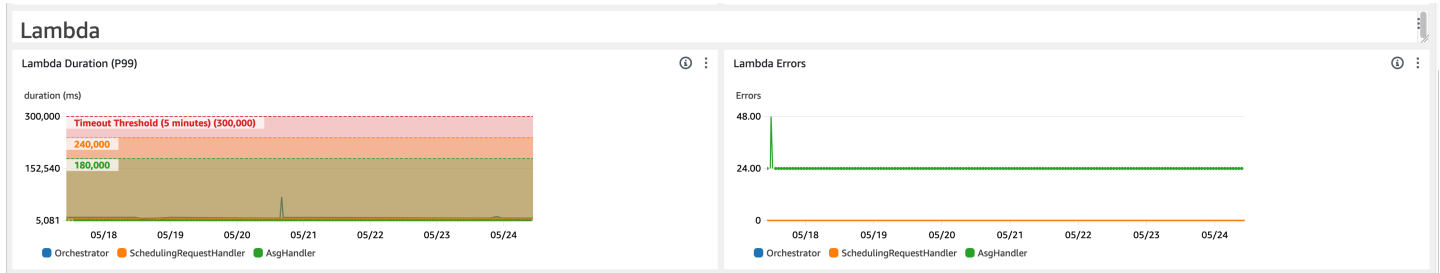 Lambda
Lambda Duration (P99)
duration (ms)
300,000
Timeout Threshold (5 minutes) (300,000)
240,000
180,000
152,540
5,081
05/18 05/19 05/20 05/21 05/22 05/23 05/24
Orchestrator SchedulingRequestHandler AsgHandler
Lambda Errors
Errors
48.00
24.00
0
05/18 05/19 05/20 05/21 05/22 05/23 05/24
Orchestrator SchedulingRequestHandler AsgHandler